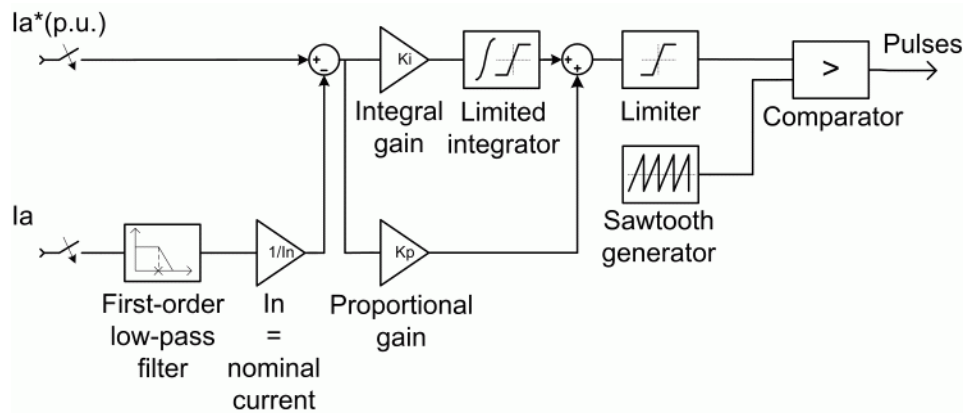 Ia*(p.u.)
Ki
Integral
gain
Limited
integrator
Limiter
>
Comparator
Pulses
Sawtooth
generator
Ia
First-order
low-pass
filter
1/In
In
=
nominal
current
Kp
Proportional
gain